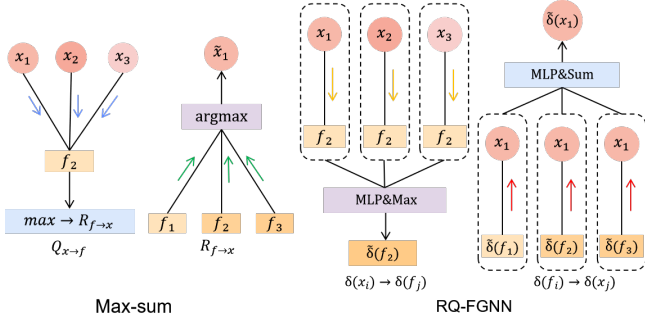 x₁ x₂ x₃
f₂
max → R_{f→x}
Q_{x→f}
x̃₁
argmax
f₁ f₂ f₃
R_{f→x}
Max-sum
x₁ x₂ x₃
f₂ f₂ f₂
MLP&Max
δ̃(f₂)
δ(xᵢ) → δ(fⱼ)
δ̃(x₁)
MLP&Sum
x₁ x₁ x₁
δ̃(f₁) δ̃(f₂) δ̃(f₃)
δ(fᵢ) → δ(xⱼ)
RQ-FGNN